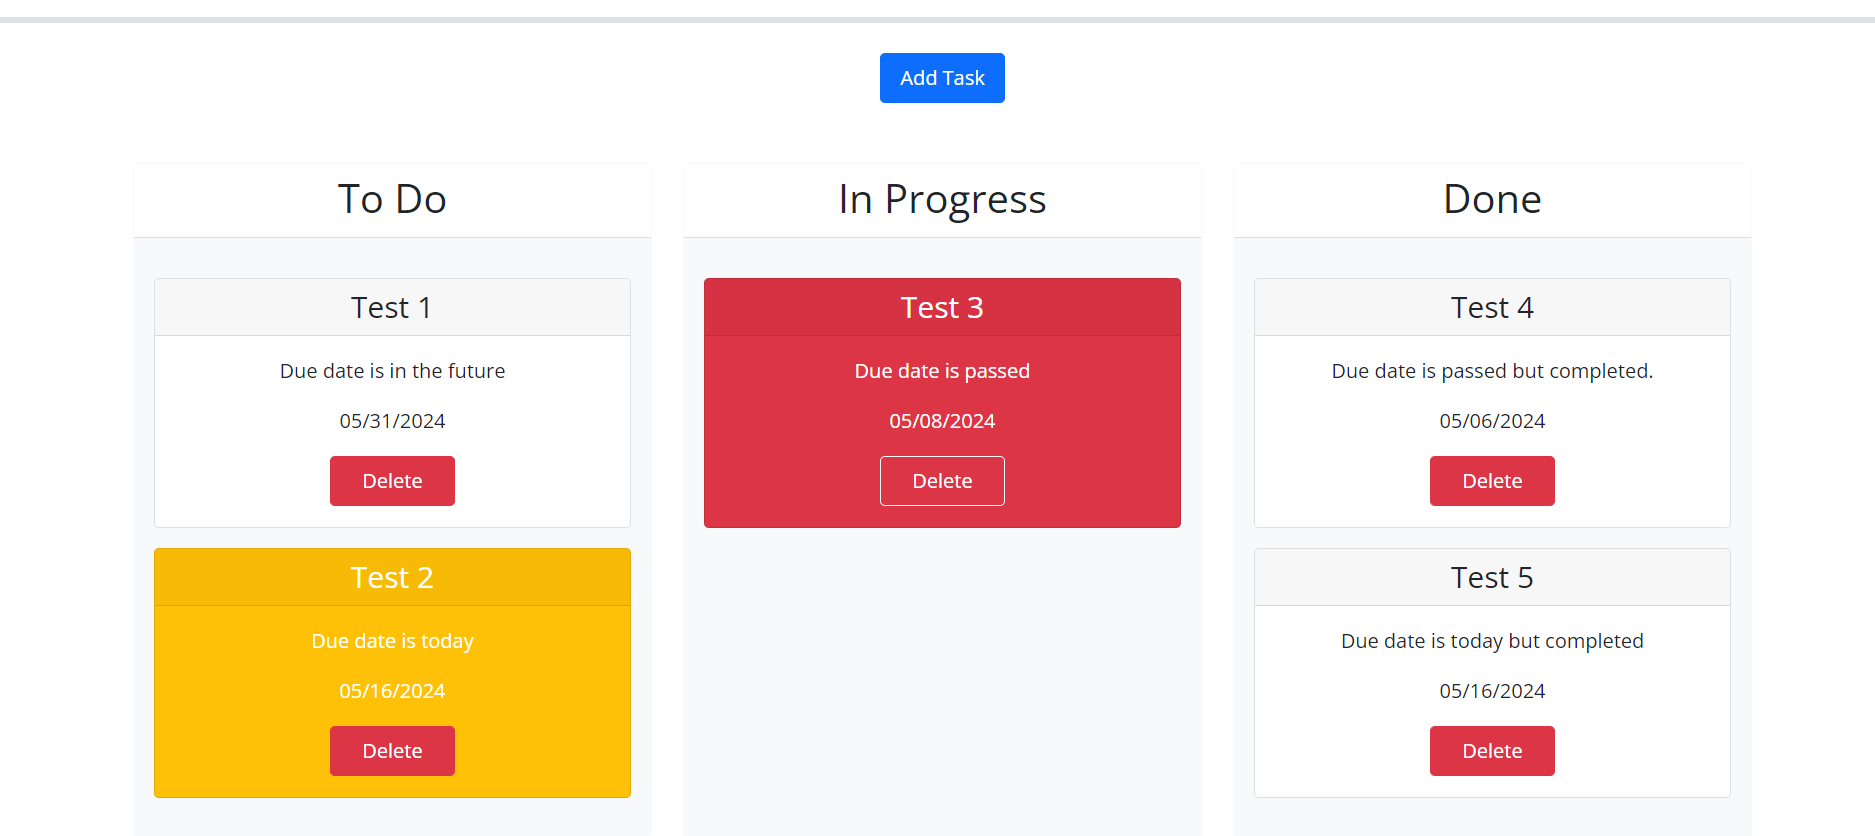 Add Task
To Do
Test 1
Due date is in the future
05/31/2024
Delete
Test 2
Due date is today
05/16/2024
Delete
In Progress
Test 3
Due date is passed
05/08/2024
Delete
Done
Test 4
Due date is passed but completed.
05/06/2024
Delete
Test 5
Due date is today but completed
05/16/2024
Delete